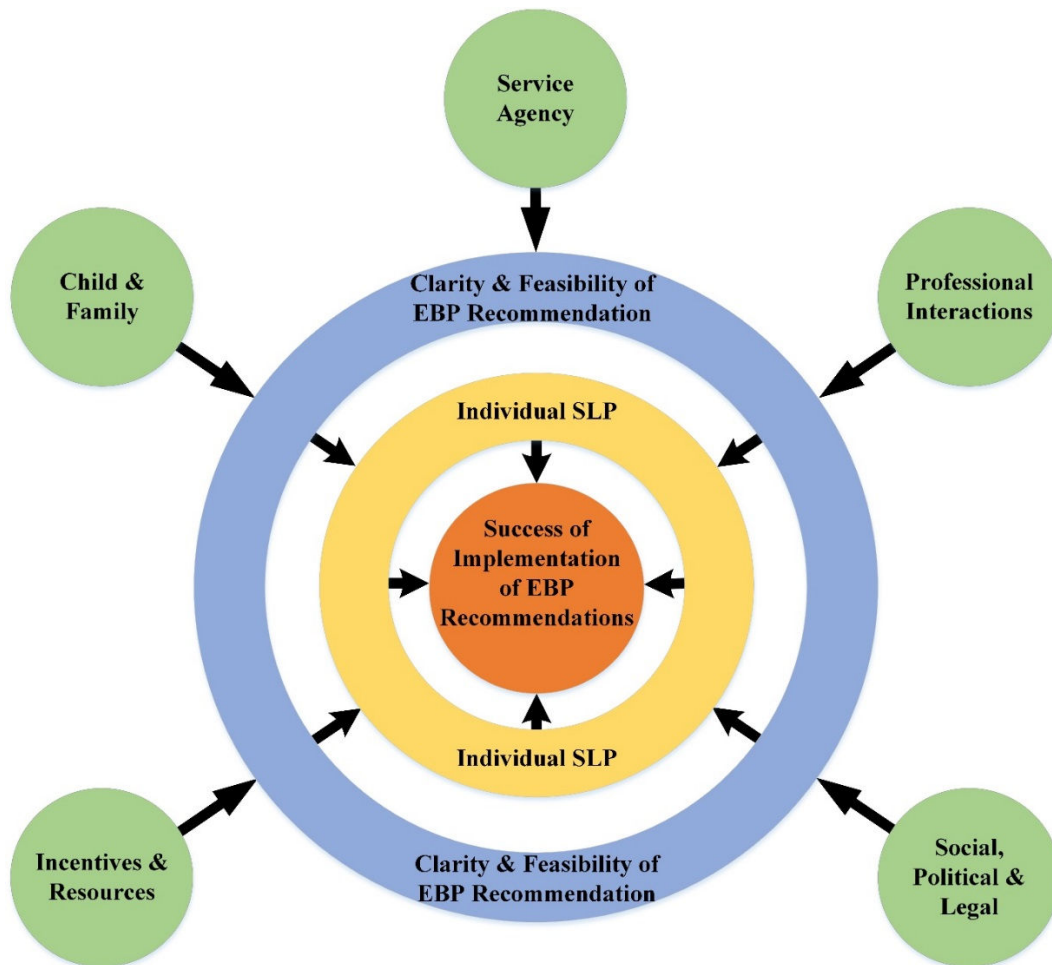 Service
Agency
Child &
Family
Clarity & Feasibility of
EBP Recommendation
Professional
Interactions
Individual SLP
Success of
Implementation
of EBP
Recommendations
Individual SLP
Incentives &
Resources
Clarity & Feasibility of
EBP Recommendation
Social,
Political &
Legal